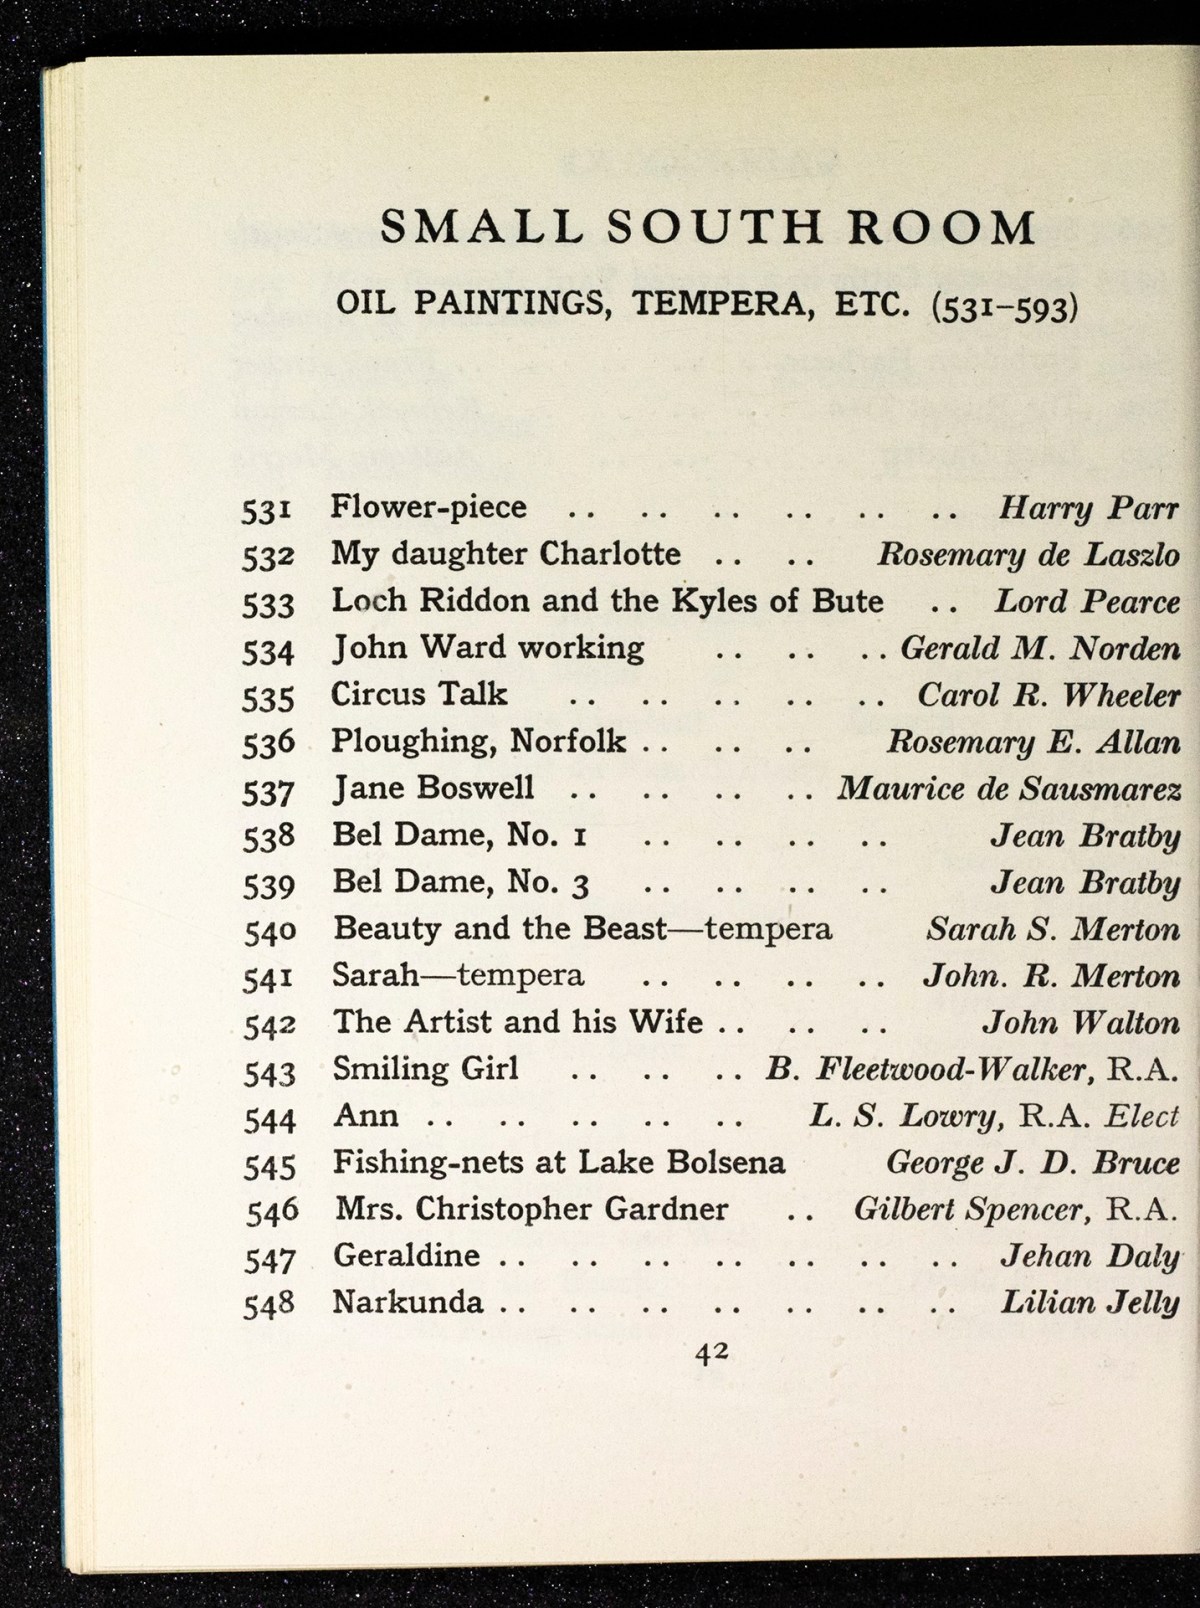 SMALL SOUTH ROOM
OIL PAINTINGS, TEMPERA, ETC. (531–593)
531 Flower-piece .. .. .. .. .. .. Harry Parr
532 My daughter Charlotte .. .. Rosemary de Laszlo
533 Loch Riddon and the Kyles of Bute .. Lord Pearce
534 John Ward working .. .. .. Gerald M. Norden
535 Circus Talk .. .. .. .. .. Carol R. Wheeler
536 Ploughing, Norfolk .. .. .. Rosemary E. Allan
537 Jane Boswell .. .. .. .. Maurice de Sausmarez
538 Bel Dame, No. 1 .. .. .. .. Jean Bratby
539 Bel Dame, No. 3 .. .. .. .. Jean Bratby
540 Beauty and the Beast—tempera Sarah S. Merton
541 Sarah—tempera .. .. .. .. John. R. Merton
542 The Artist and his Wife .. .. .. John Walton
543 Smiling Girl .. .. .. B. Fleetwood-Walker, R.A.
544 Ann .. .. .. .. .. L. S. Lowry, R.A. Elect
545 Fishing-nets at Lake Bolsena George J. D. Bruce
546 Mrs. Christopher Gardner .. Gilbert Spencer, R.A.
547 Geraldine .. .. .. .. .. .. .. Jehan Daly
548 Narkunda .. .. .. .. .. .. .. Lilian Jelly
42